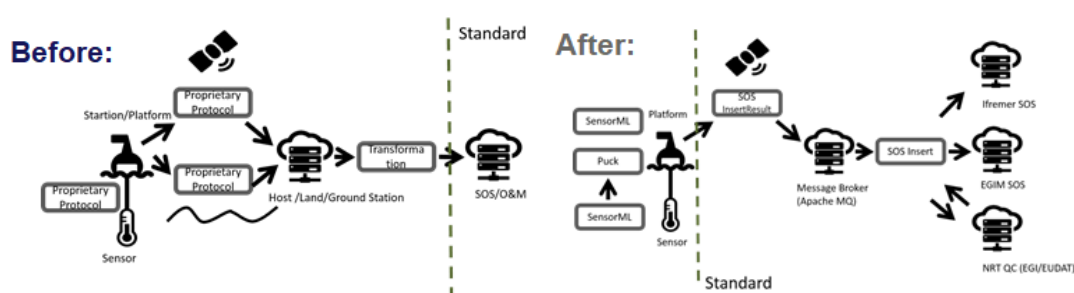 Before:
Standard
Startion/Platform
Proprietary
Protocol
Proprietary
Protocol
Proprietary
Protocol
Sensor
Host /Land/Ground Station
Transforma
tion
SOS/O&M
After:
SensorML
Puck
SensorML
Platform
Sensor
Standard
SOS
InsertResult
Message Broker
(Apache MQ)
SOS Insert
Ifremer SOS
EGIM SOS
NRT QC (EGI/EUDAT)